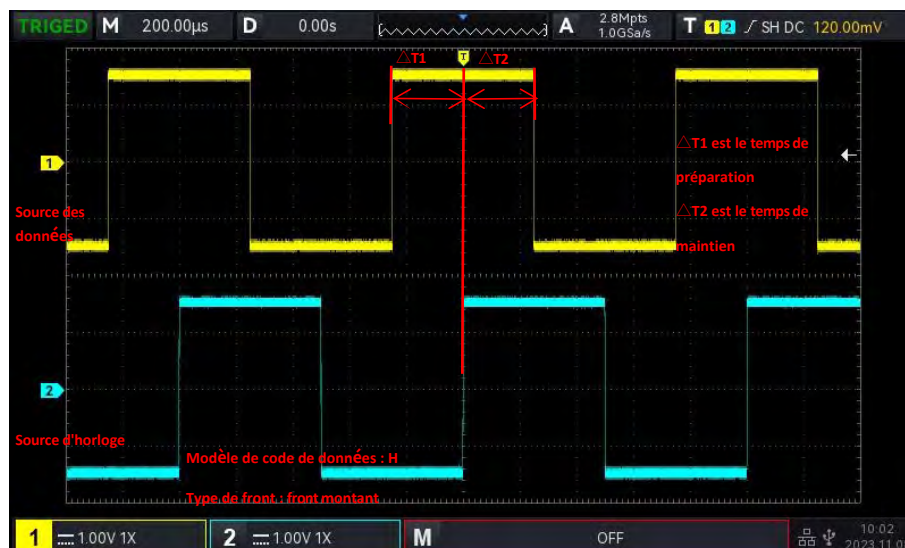 TRIGED M 200.00µs D 0.00s A 2.8Mpts 1.0GSa/s T 1 2 SH DC 120.00mV
△T1 T △T2
1
△T1 est le temps de
préparation
Source des
données
△T2 est le temps de
maintien
2
Source d'horloge
Modèle de code de données : H
Type de front : front montant
1 1.00V 1X 2 1.00V 1X M OFF 10:02